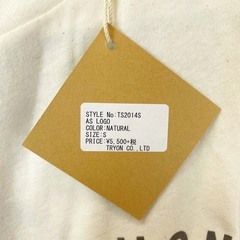 STYLE No:TS2014S
AS LOGO
COLOR:NATURAL
SIZE:S
PRICE:¥5,500+税
TRYON CO.,LTD